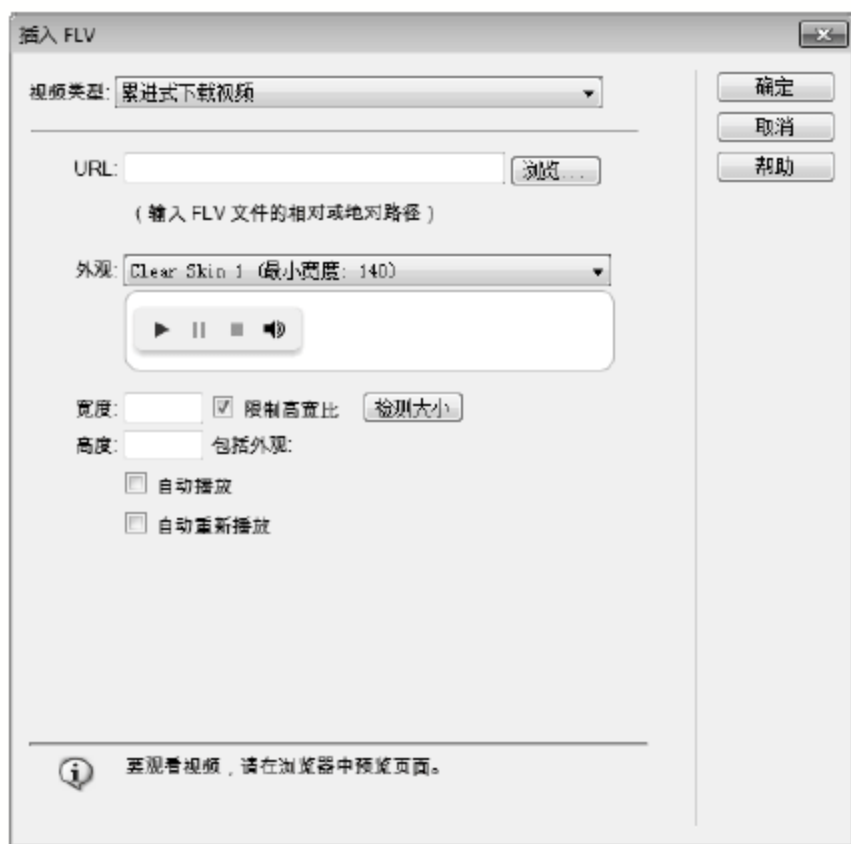 插入 FLV
视频类型: 累进式下载视频
确定
取消
帮助
URL: 浏览...
(输入 FLV 文件的相对或绝对路径)
外观: Clear Skin 1 (最小宽度: 140)
宽度: 限制高宽比 检测大小
高度: 包括外观:
自动播放
自动重新播放
要观看视频，请在浏览器中预览页面。